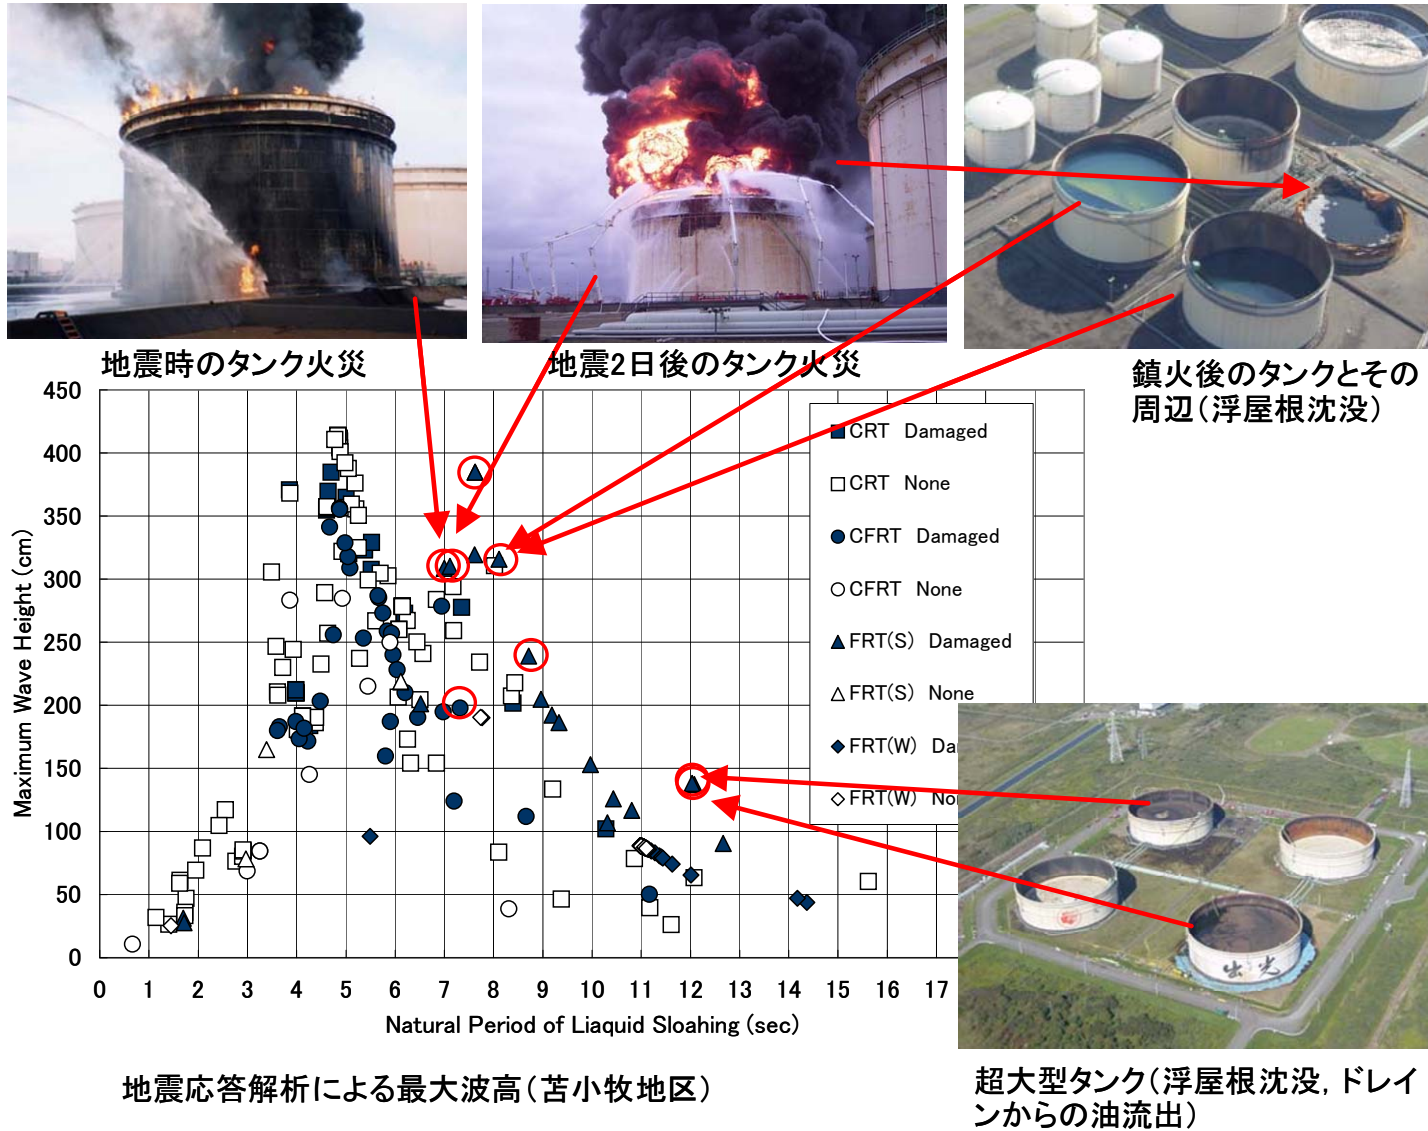 地震時のタンク火災
地震2日後のタンク火災
鎮火後のタンクとその
周辺(浮屋根沈没)
450
400
350
300
250
200
150
100
50
0
Maximum Wave Height (cm)
CRT Damaged
CRT None
CFRT Damaged
CFRT None
FRT(S) Damaged
FRT(S) None
FRT(W) Da
FRT(W) No
0 1 2 3 4 5 6 7 8 9 10 11 12 13 14 15 16 17
Natural Period of Liaquid Sloahing (sec)
出光
地震応答解析による最大波高(苫小牧地区)
超大型タンク(浮屋根沈没, ドレイ
ンからの油流出)